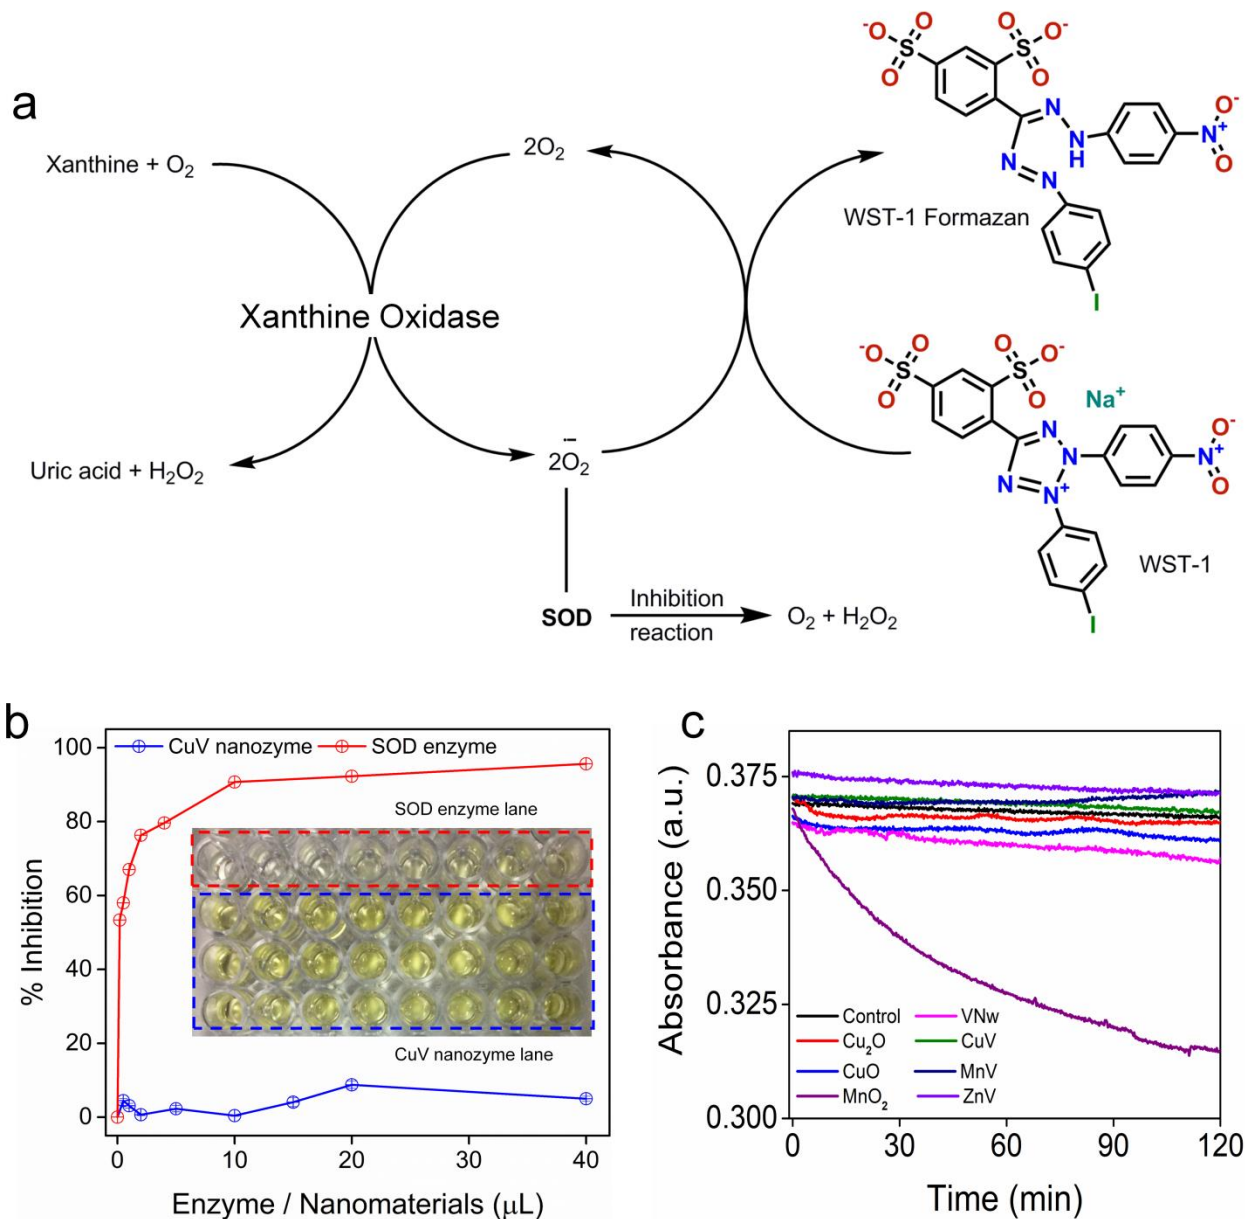 a
Xanthine + O₂
2O₂
Xanthine Oxidase
Uric acid + H₂O₂
·−
2O₂
SOD
Inhibition
reaction
O₂ + H₂O₂
⁻O O O O⁻
S S
O O
N
N
H
N N
N⁺
O⁻
O
WST-1 Formazan
I
⁻O O O O⁻
S S
O O
Na⁺
N
N
N N⁺
N⁺
O⁻
O
WST-1
I
b
CuV nanozyme SOD enzyme
SOD enzyme lane
CuV nanozyme lane
% Inhibition
100
80
60
40
20
0
0 10 20 30 40
Enzyme / Nanomaterials (μL)
c
Absorbance (a.u.)
0.375
0.350
0.325
0.300
Control VNw
Cu₂O CuV
CuO MnV
MnO₂ ZnV
0 30 60 90 120
Time (min)